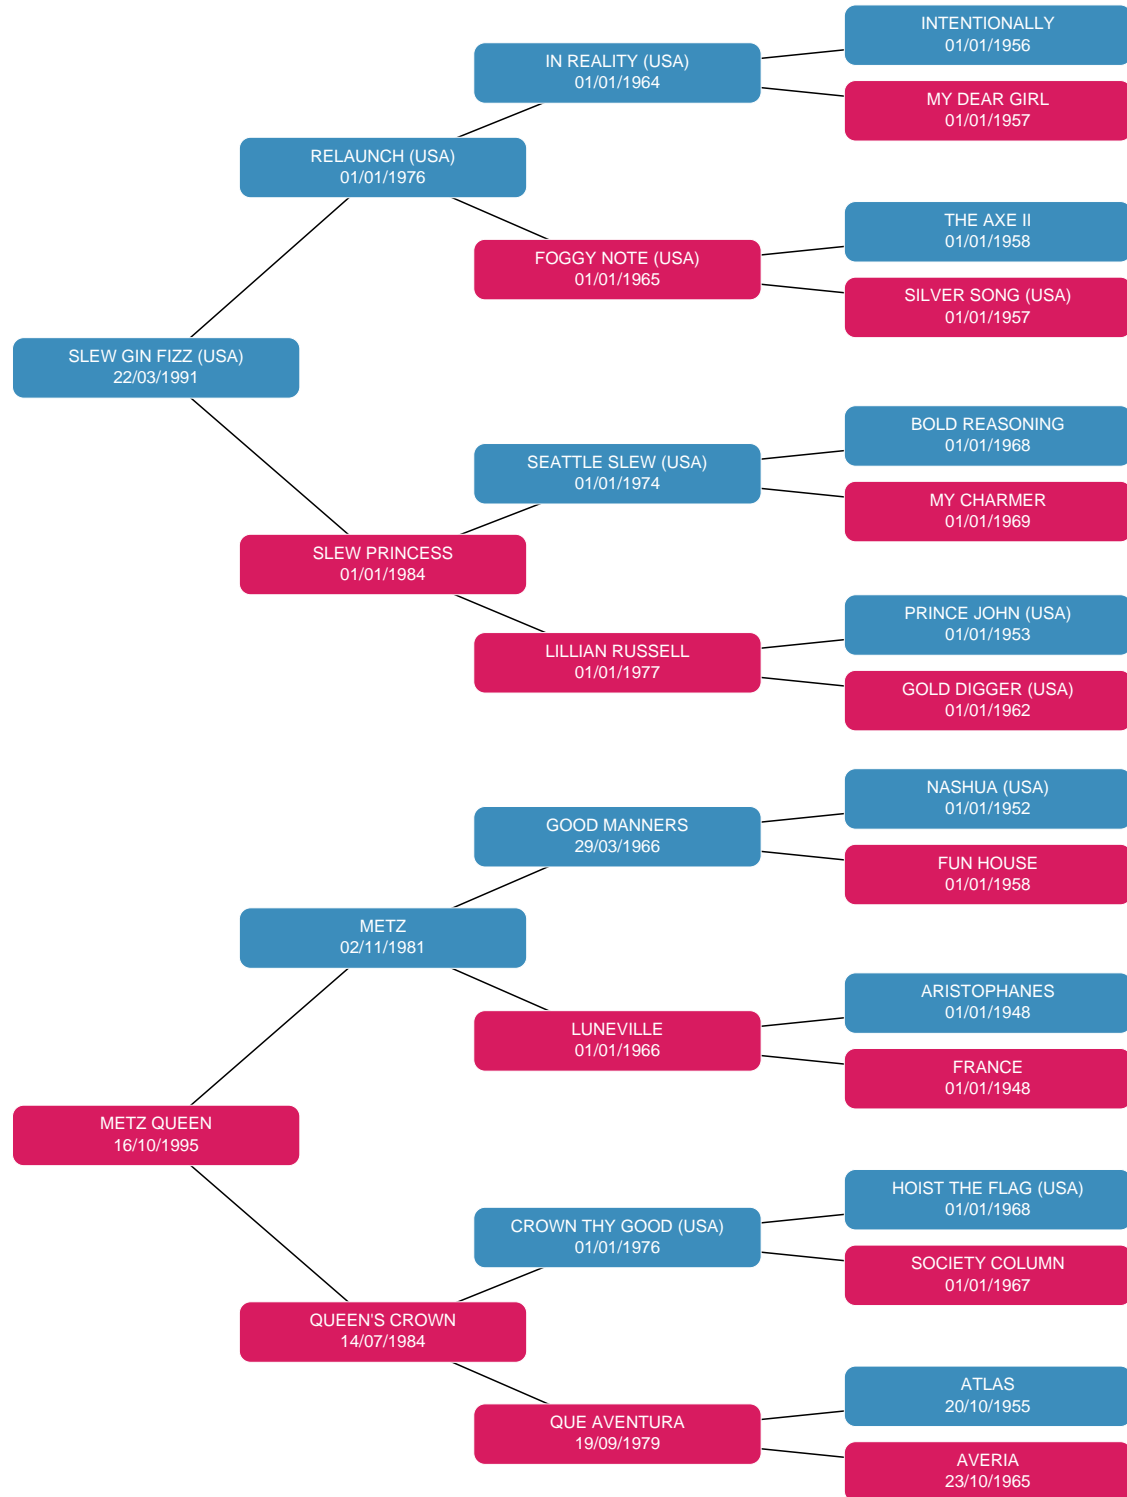 INTENTIONALLY
01/01/1956
IN REALITY (USA)
01/01/1964
MY DEAR GIRL
01/01/1957
RELAUNCH (USA)
01/01/1976
THE AXE II
01/01/1958
FOGGY NOTE (USA)
01/01/1965
SILVER SONG (USA)
01/01/1957
SLEW GIN FIZZ (USA)
22/03/1991
BOLD REASONING
01/01/1968
SEATTLE SLEW (USA)
01/01/1974
MY CHARMER
01/01/1969
SLEW PRINCESS
01/01/1984
PRINCE JOHN (USA)
01/01/1953
LILLIAN RUSSELL
01/01/1977
GOLD DIGGER (USA)
01/01/1962
NASHUA (USA)
01/01/1952
GOOD MANNERS
29/03/1966
FUN HOUSE
01/01/1958
METZ
02/11/1981
ARISTOPHANES
01/01/1948
LUNEVILLE
01/01/1966
FRANCE
01/01/1948
METZ QUEEN
16/10/1995
HOIST THE FLAG (USA)
01/01/1968
CROWN THY GOOD (USA)
01/01/1976
SOCIETY COLUMN
01/01/1967
QUEEN'S CROWN
14/07/1984
ATLAS
20/10/1955
QUE AVENTURA
19/09/1979
AVERIA
23/10/1965